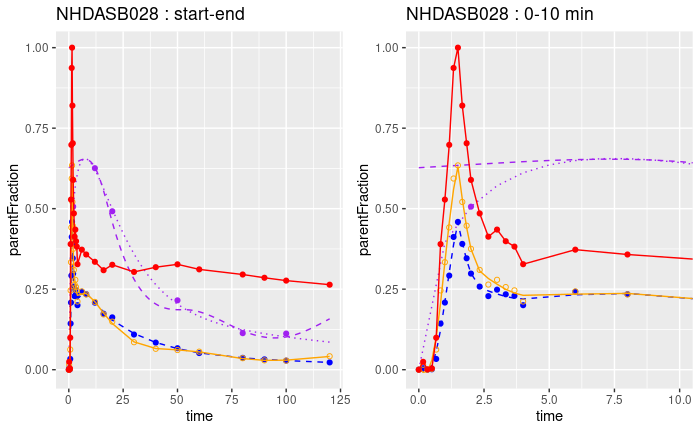 NHDASB028 : start-end
NHDASB028 : 0-10 min
parentFraction
1.00
0.75
0.50
0.25
0.00
0 25 50 75 100 125
time
parentFraction
1.00
0.75
0.50
0.25
0.00
0.0 2.5 5.0 7.5 10.0
time